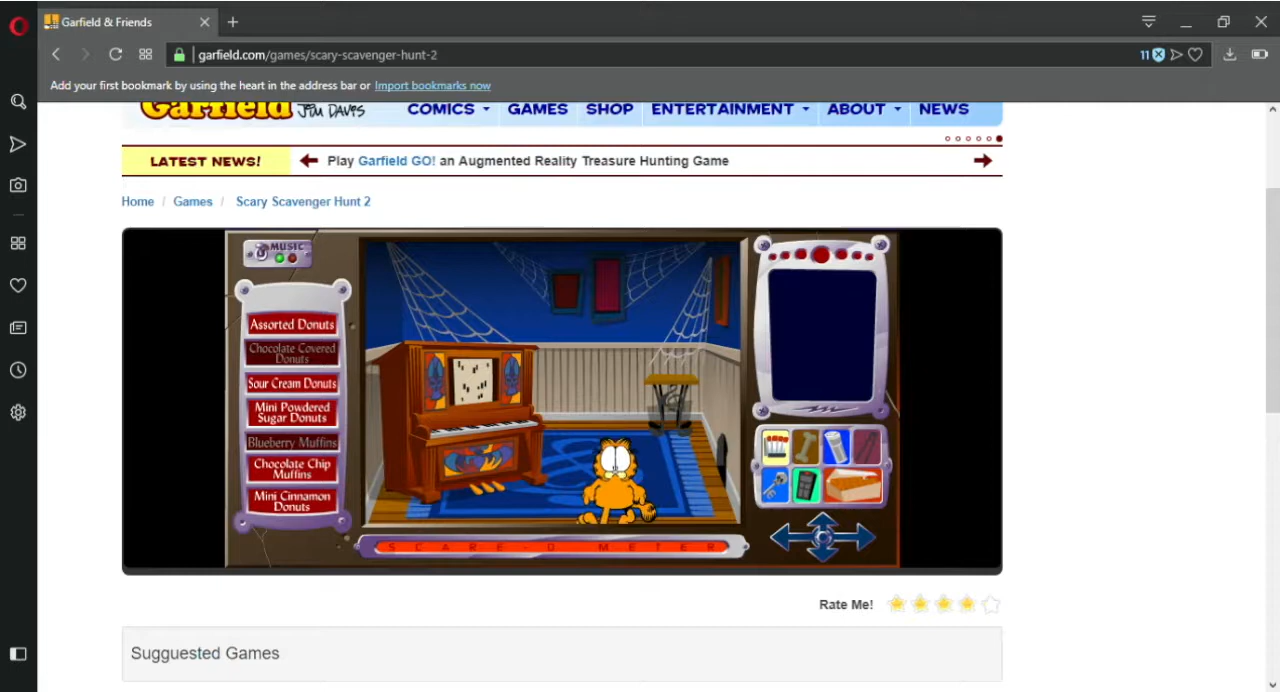 Garfield & Friends
garfield.com/games/scary-scavenger-hunt-2
11
Add your first bookmark by using the heart in the address bar or Import bookmarks now
Garfield JIM DAVIS COMICS GAMES SHOP ENTERTAINMENT ABOUT NEWS
LATEST NEWS! Play Garfield GO! an Augmented Reality Treasure Hunting Game
Home / Games / Scary Scavenger Hunt 2
MUSIC
Assorted Donuts
Chocolate Covered
Donuts
Sour Cream Donuts
Mini Powdered
Sugar Donuts
Blueberry Muffins
Chocolate Chip
Muffins
Mini Cinnamon
Donuts
SCARE-O METER
Rate Me!
Sugguested Games